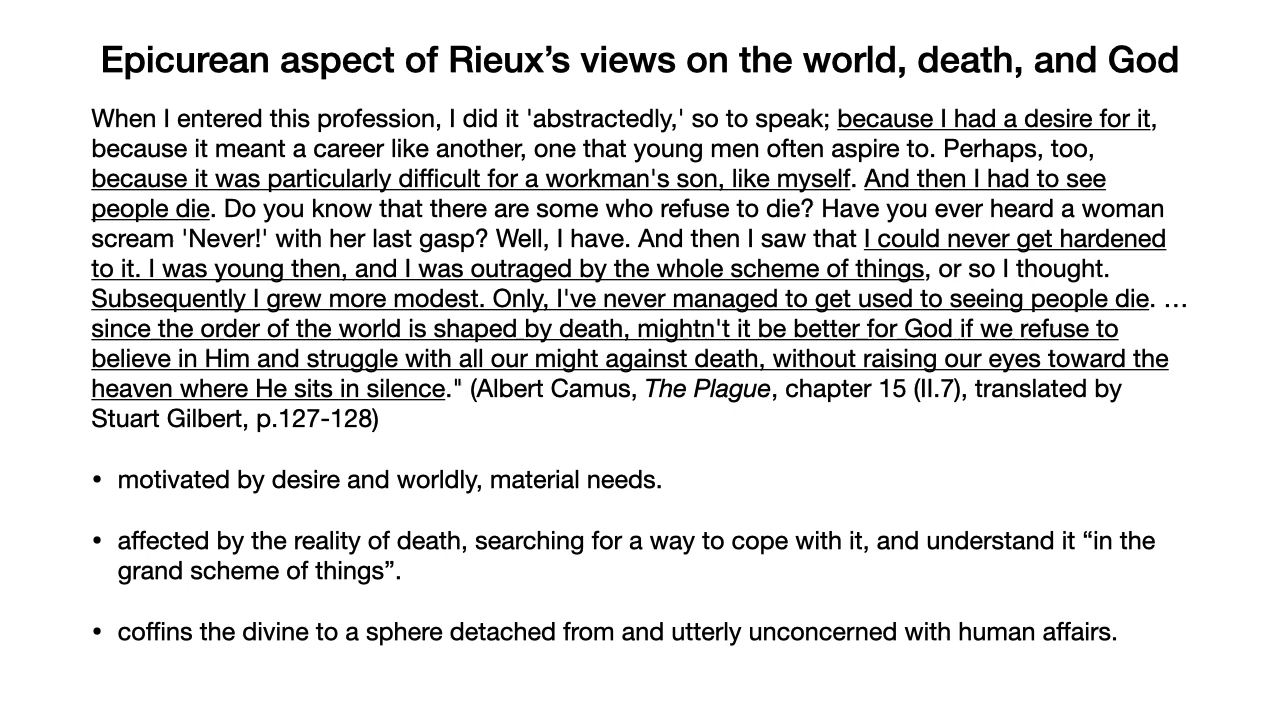 Epicurean aspect of Rieux’s views on the world, death, and God
When I entered this profession, I did it 'abstractedly,' so to speak; because I had a desire for it,
because it meant a career like another, one that young men often aspire to. Perhaps, too,
because it was particularly difficult for a workman's son, like myself. And then I had to see
people die. Do you know that there are some who refuse to die? Have you ever heard a woman
scream 'Never!' with her last gasp? Well, I have. And then I saw that I could never get hardened
to it. I was young then, and I was outraged by the whole scheme of things, or so I thought.
Subsequently I grew more modest. Only, I've never managed to get used to seeing people die. …
since the order of the world is shaped by death, mightn't it be better for God if we refuse to
believe in Him and struggle with all our might against death, without raising our eyes toward the
heaven where He sits in silence." (Albert Camus, The Plague, chapter 15 (II.7), translated by
Stuart Gilbert, p.127-128)
• motivated by desire and worldly, material needs.
• affected by the reality of death, searching for a way to cope with it, and understand it “in the
grand scheme of things”.
• coffins the divine to a sphere detached from and utterly unconcerned with human affairs.